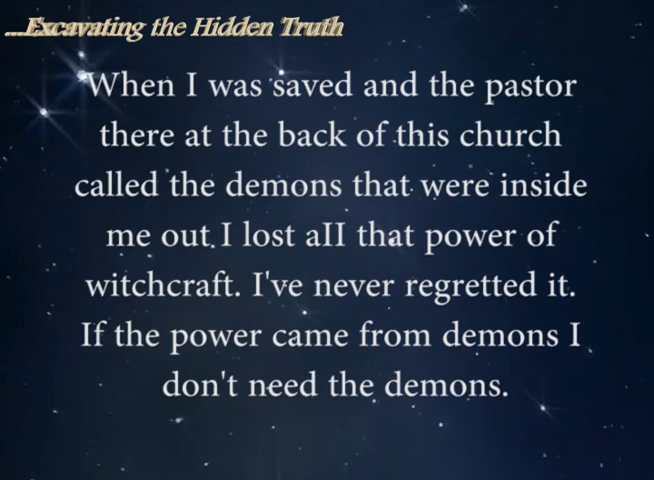 ...Excavating the Hidden Truth
When I was saved and the pastor
there at the back of this church
called the demons that were inside
me out. I lost aII that power of
witchcraft. I've never regretted it.
If the power came from demons I
don't need the demons.